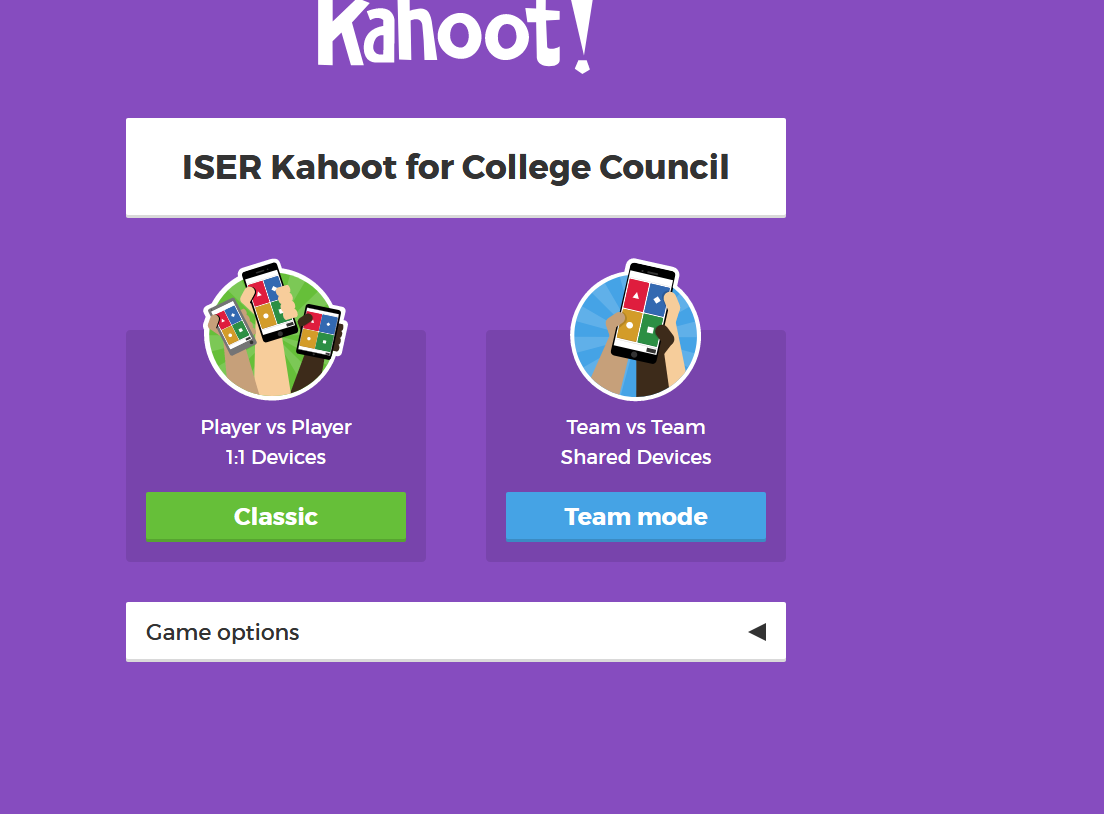 Kahoot!
ISER Kahoot for College Council
Player vs Player
1:1 Devices
Classic
Team vs Team
Shared Devices
Team mode
Game options